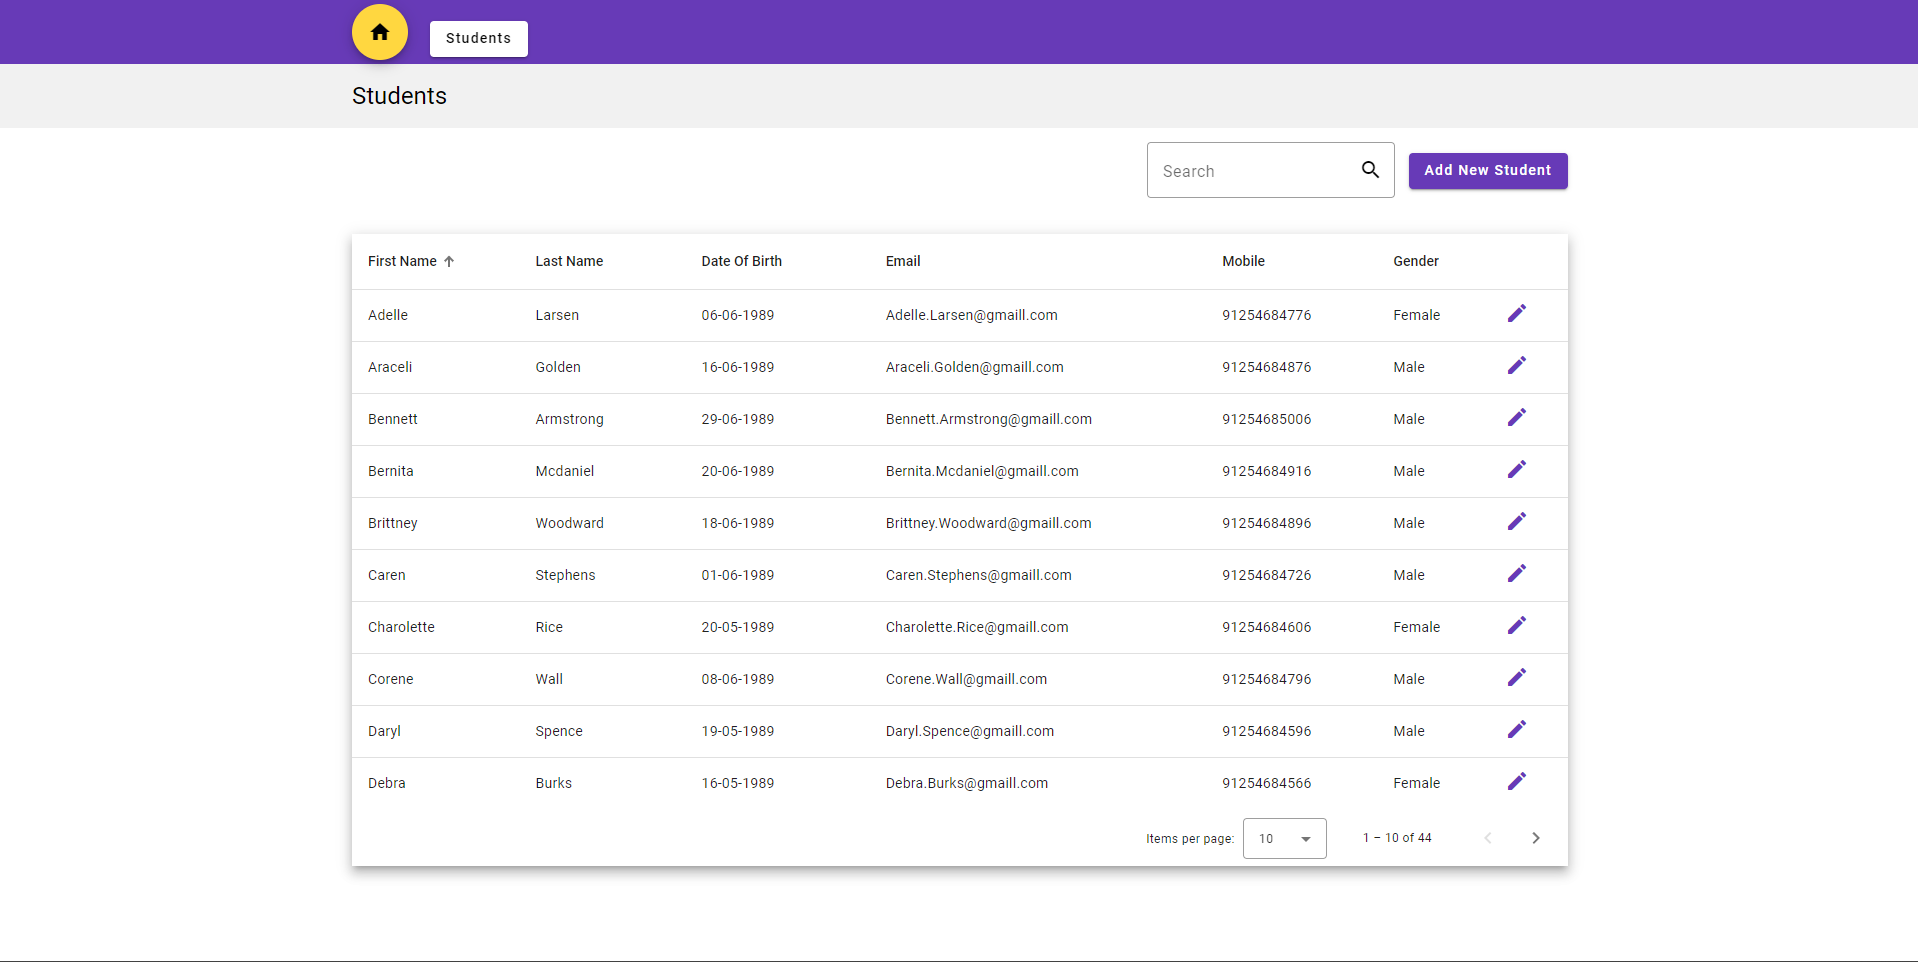 Students
Students
Search
Add New Student
First Name Last Name Date Of Birth Email Mobile Gender
Adelle Larsen 06-06-1989 Adelle.Larsen@gmaill.com 91254684776 Female
Araceli Golden 16-06-1989 Araceli.Golden@gmaill.com 91254684876 Male
Bennett Armstrong 29-06-1989 Bennett.Armstrong@gmaill.com 91254685006 Male
Bernita Mcdaniel 20-06-1989 Bernita.Mcdaniel@gmaill.com 91254684916 Male
Brittney Woodward 18-06-1989 Brittney.Woodward@gmaill.com 91254684896 Male
Caren Stephens 01-06-1989 Caren.Stephens@gmaill.com 91254684726 Male
Charolette Rice 20-05-1989 Charolette.Rice@gmaill.com 91254684606 Female
Corene Wall 08-06-1989 Corene.Wall@gmaill.com 91254684796 Male
Daryl Spence 19-05-1989 Daryl.Spence@gmaill.com 91254684596 Male
Debra Burks 16-05-1989 Debra.Burks@gmaill.com 91254684566 Female
Items per page: 10 1 – 10 of 44